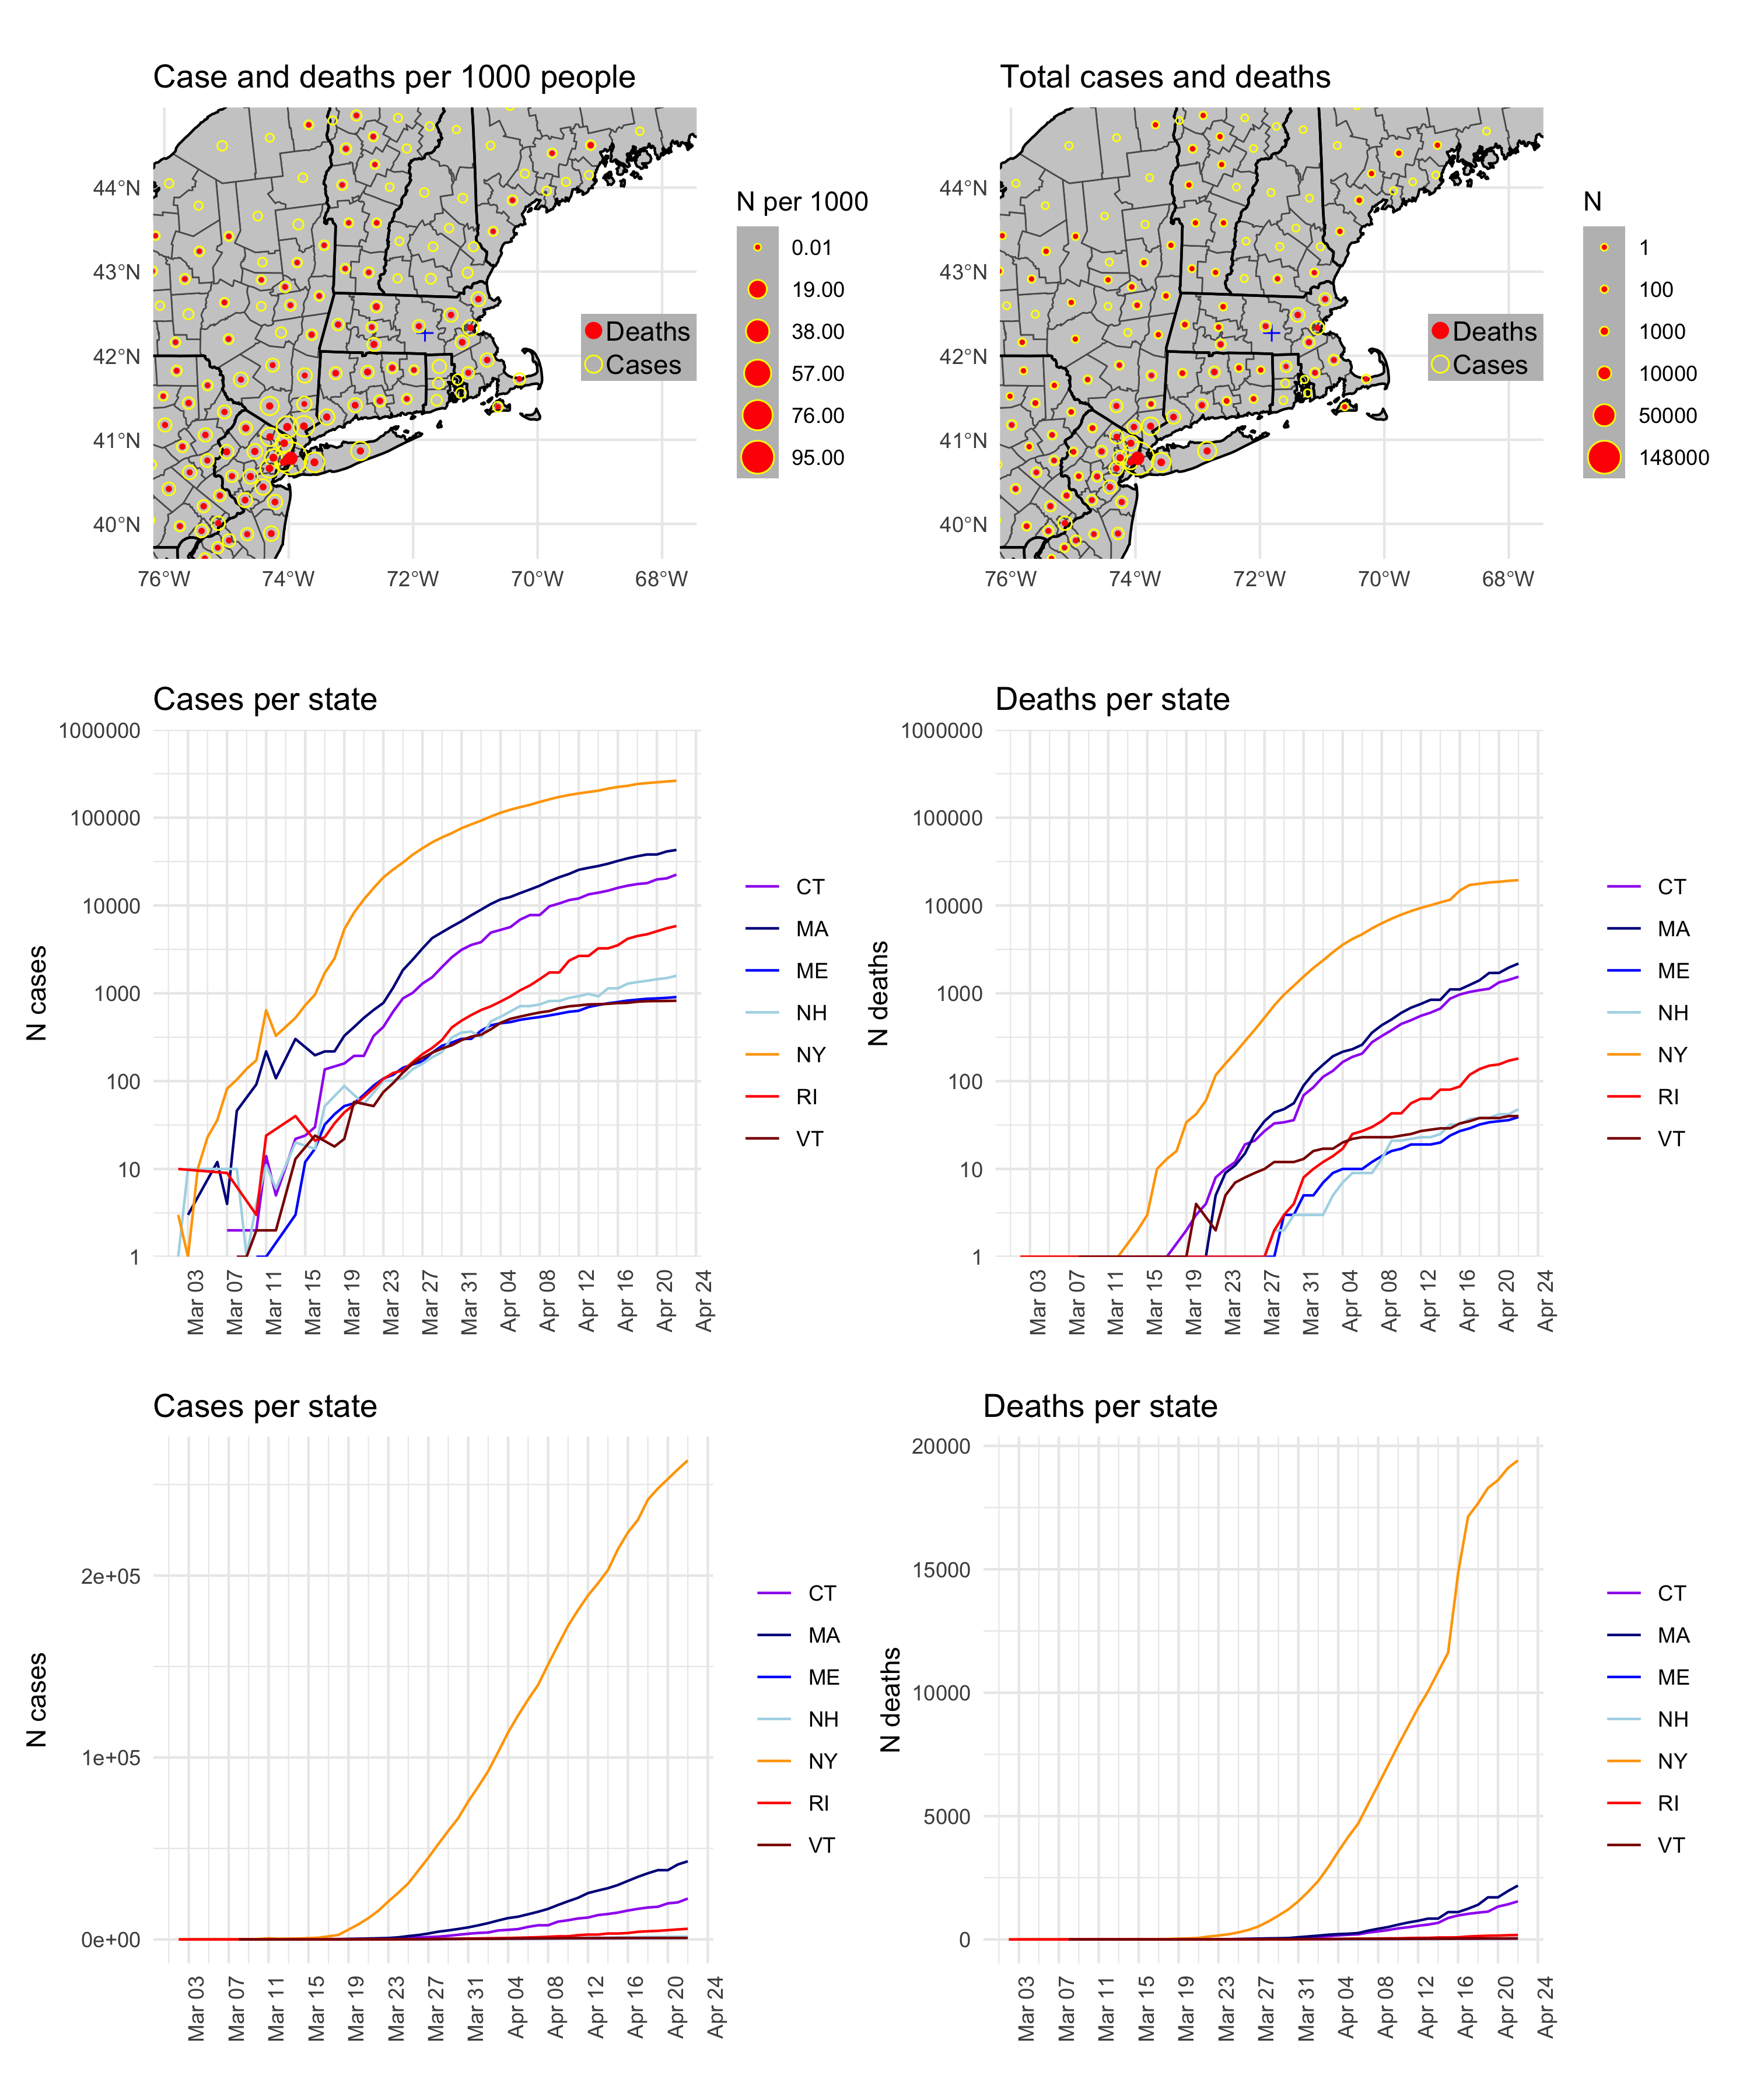 Case and deaths per 1000 people
44°N
43°N
42°N
41°N
40°N
76°W 74°W 72°W 70°W 68°W
Deaths
Cases
N per 1000
0.01
19.00
38.00
57.00
76.00
95.00
Total cases and deaths
44°N
43°N
42°N
41°N
40°N
76°W 74°W 72°W 70°W 68°W
Deaths
Cases
N
1
100
1000
10000
50000
148000
Cases per state
N cases
1000000
100000
10000
1000
100
10
1
Mar 03 Mar 07 Mar 11 Mar 15 Mar 19 Mar 23 Mar 27 Mar 31 Apr 04 Apr 08 Apr 12 Apr 16 Apr 20 Apr 24
CT
MA
ME
NH
NY
RI
VT
Deaths per state
N deaths
1000000
100000
10000
1000
100
10
1
Mar 03 Mar 07 Mar 11 Mar 15 Mar 19 Mar 23 Mar 27 Mar 31 Apr 04 Apr 08 Apr 12 Apr 16 Apr 20 Apr 24
CT
MA
ME
NH
NY
RI
VT
Cases per state
N cases
2e+05
1e+05
0e+00
Mar 03 Mar 07 Mar 11 Mar 15 Mar 19 Mar 23 Mar 27 Mar 31 Apr 04 Apr 08 Apr 12 Apr 16 Apr 20 Apr 24
CT
MA
ME
NH
NY
RI
VT
Deaths per state
N deaths
20000
15000
10000
5000
0
Mar 03 Mar 07 Mar 11 Mar 15 Mar 19 Mar 23 Mar 27 Mar 31 Apr 04 Apr 08 Apr 12 Apr 16 Apr 20 Apr 24
CT
MA
ME
NH
NY
RI
VT